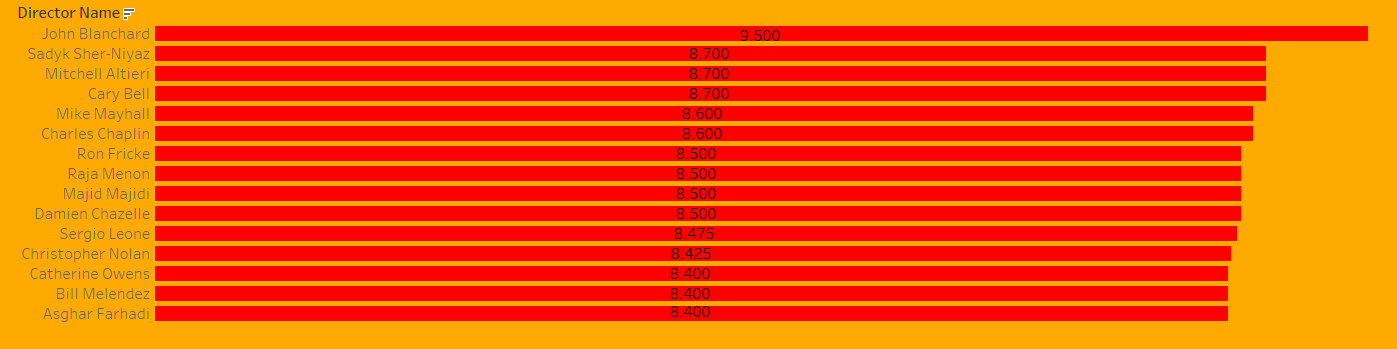 Director Name
John Blanchard 9.500
Sadyk Sher-Niyaz 8.700
Mitchell Altieri 8.700
Cary Bell 8.700
Mike Mayhall 8.600
Charles Chaplin 8.600
Ron Fricke 8.500
Raja Menon 8.500
Majid Majidi 8.500
Damien Chazelle 8.500
Sergio Leone 8.475
Christopher Nolan 8.425
Catherine Owens 8.400
Bill Melendez 8.400
Asghar Farhadi 8.400